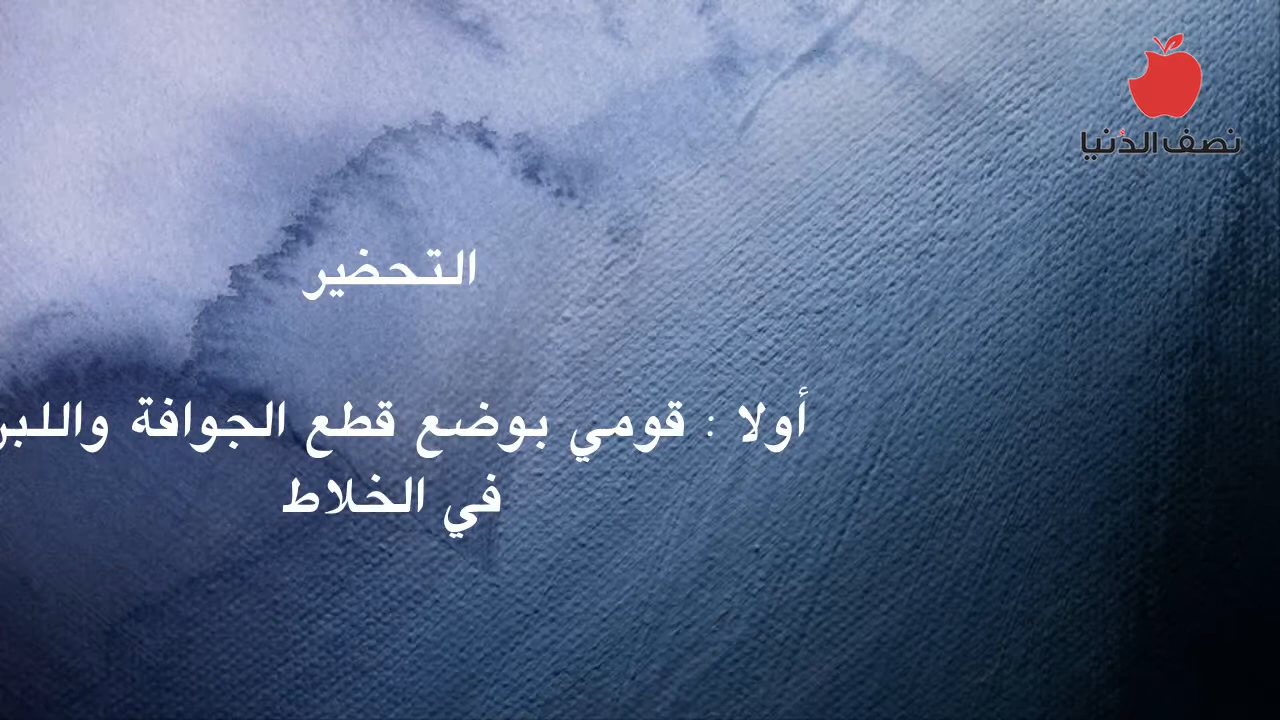 نصف الدنيا
التحضير
أولا : قومي بوضع قطع الجوافة
في الخلاط